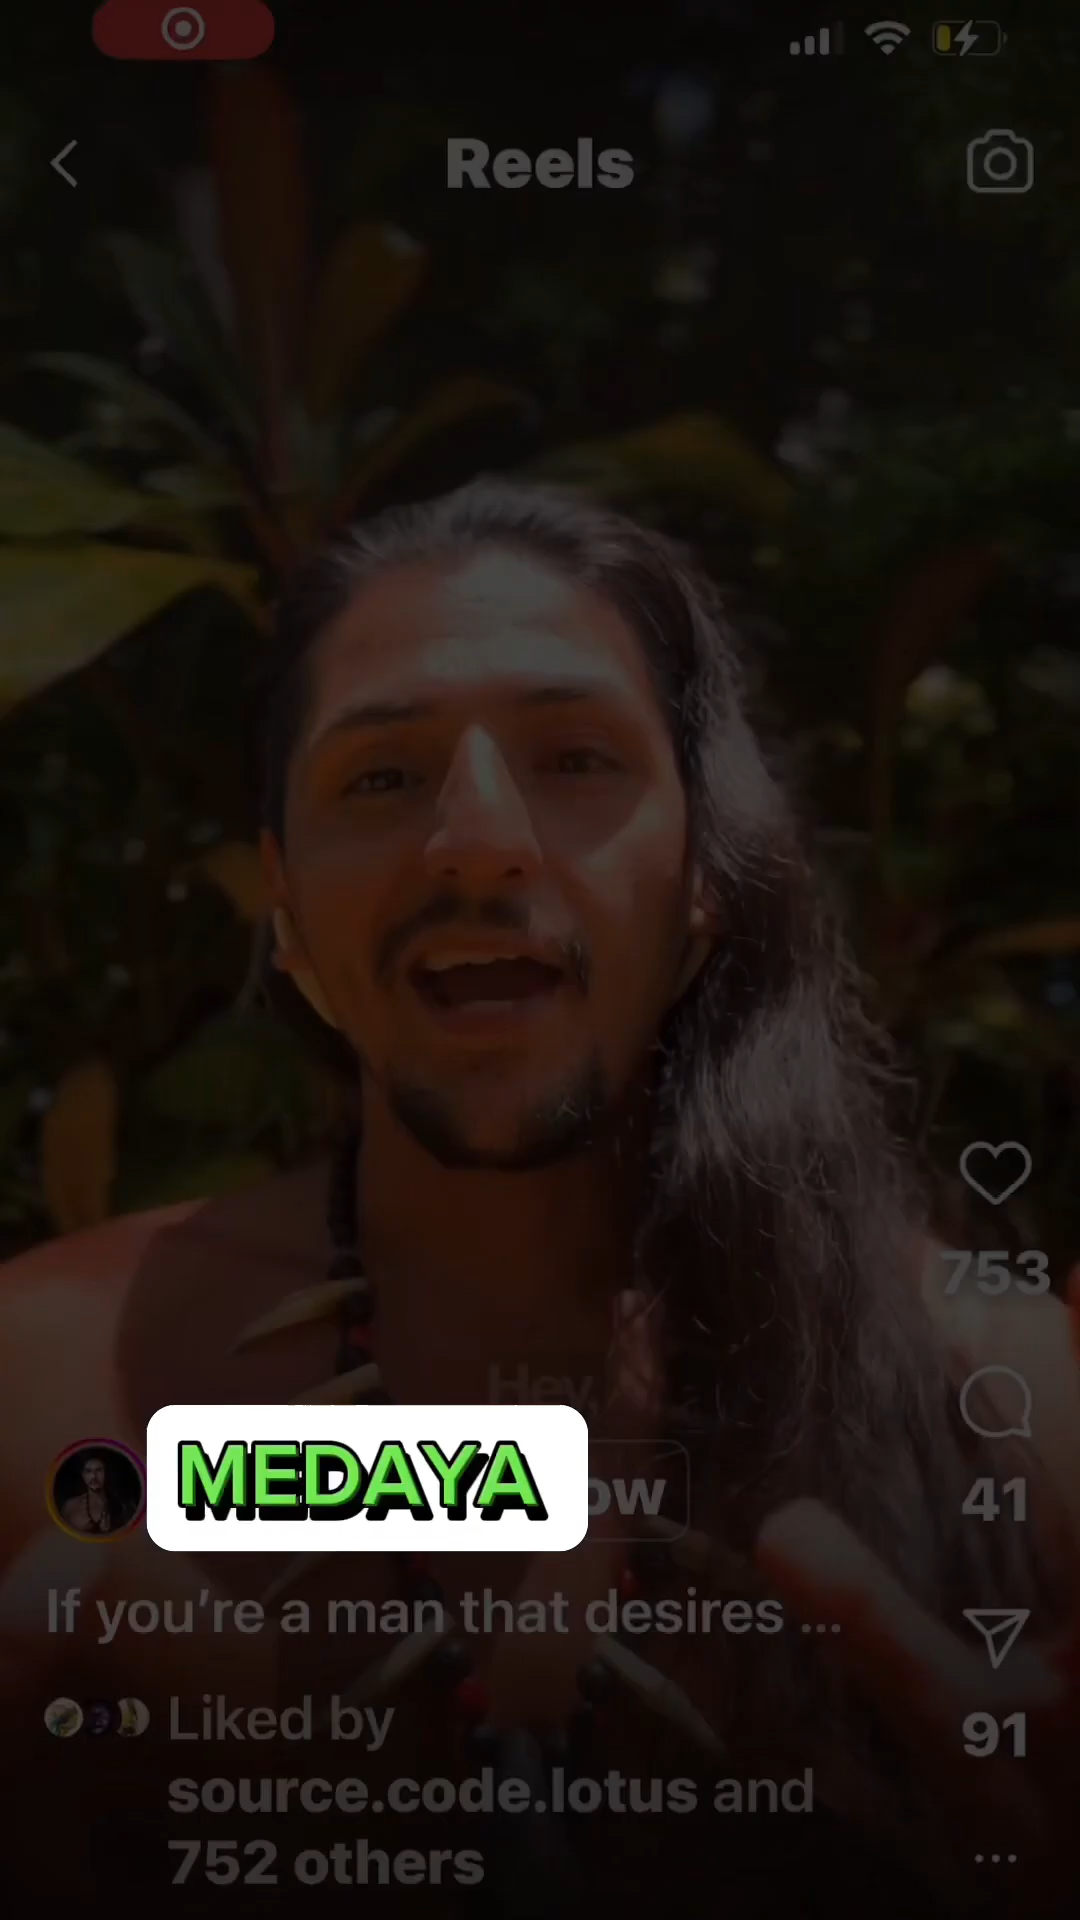 Reels
753
Hey,
MEDAYA
41
If you’re a man that desires ...
Liked by
source.code.lotus and
752 others
91